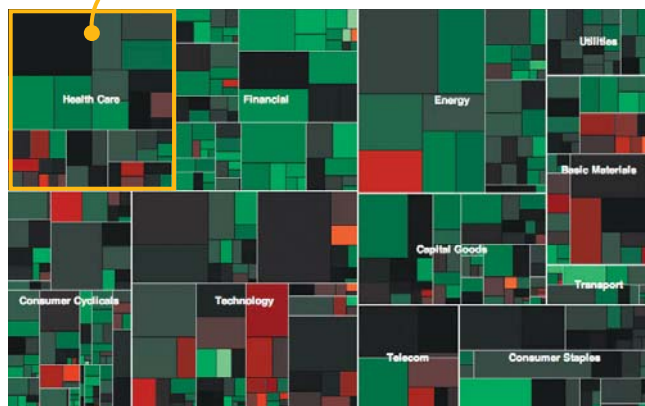 Utilities
Health Care
Financial
Energy
Basic Materials
Capital Goods
Transport
Consumer Cyclicals
Technology
Telecom
Consumer Staples